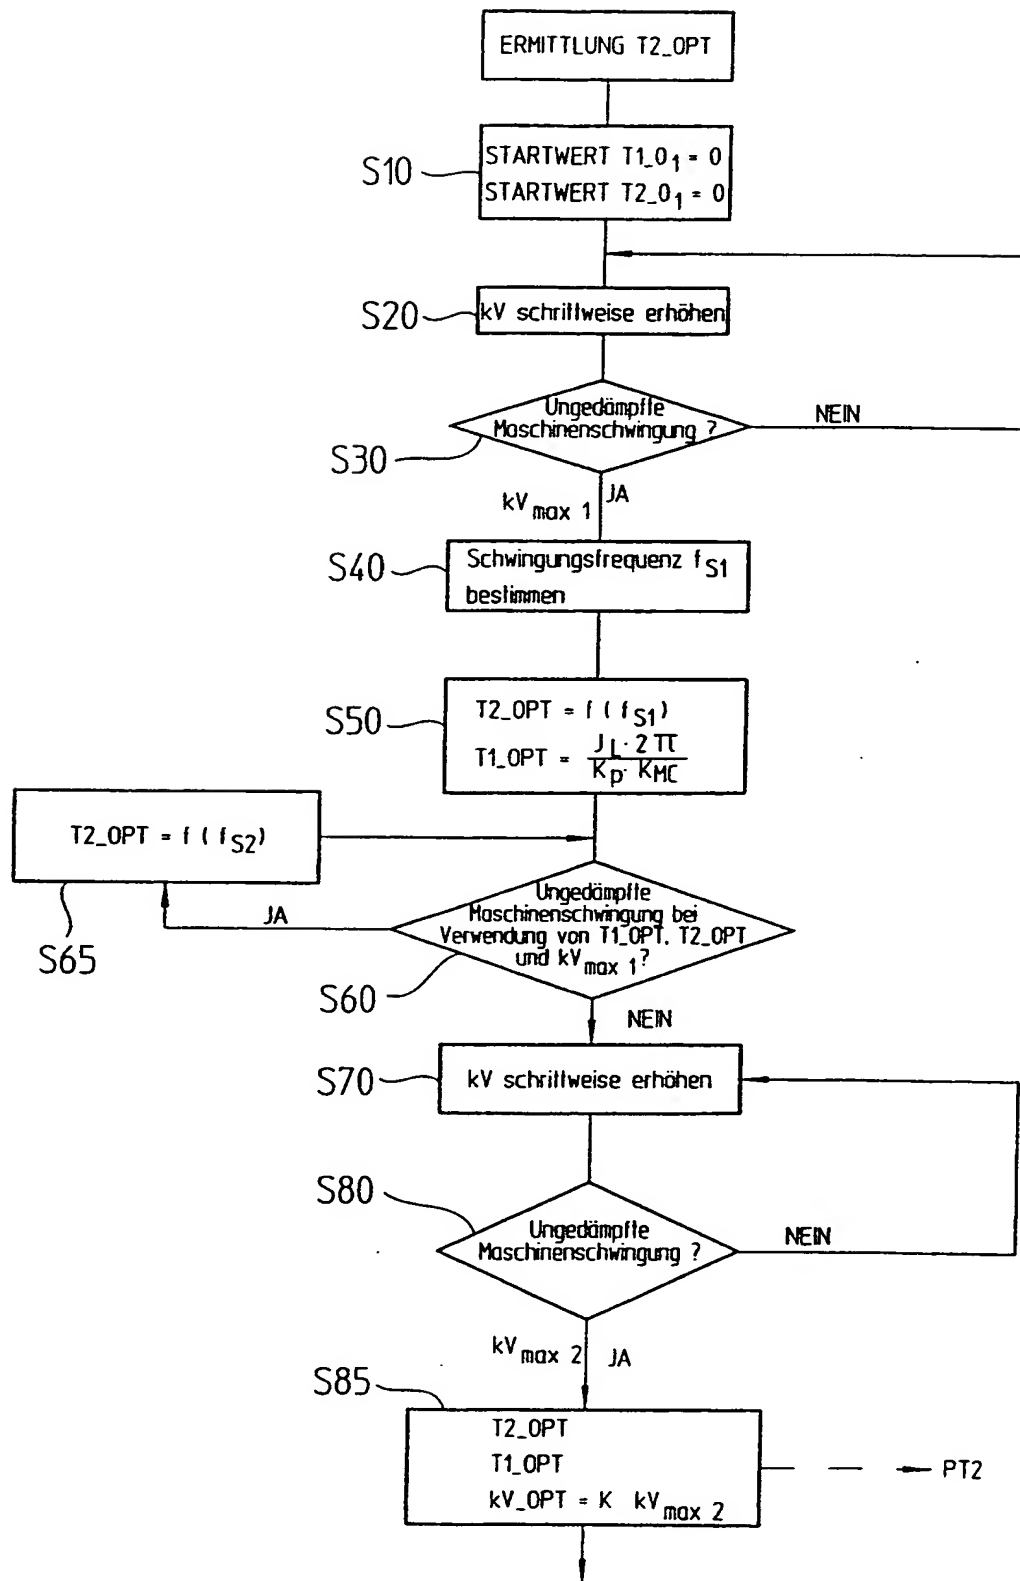 ERMITTLUNG T2_OPT
S10
STARTWERT T1_0₁ = 0
STARTWERT T2_0₁ = 0
S20
kV schrittweise erhöhen
S30
Ungedämpfte
Maschinenschwingung ?
NEIN
kV max 1
JA
S40
Schwingungsfrequenz f S1
bestimmen
S50
T2_OPT = f ( f S1 )
T1_OPT = J L · 2 π / K p · K MC
T2_OPT = f ( f S2 )
S65
JA
Ungedämpfte
Maschinenschwingung bei
Verwendung von T1_OPT, T2_OPT
und kV max 1 ?
S60
NEIN
S70
kV schrittweise erhöhen
S80
Ungedämpfte
Maschinenschwingung ?
NEIN
kV max 2
JA
S85
T2_OPT
T1_OPT
kV_OPT = K kV max 2
PT2